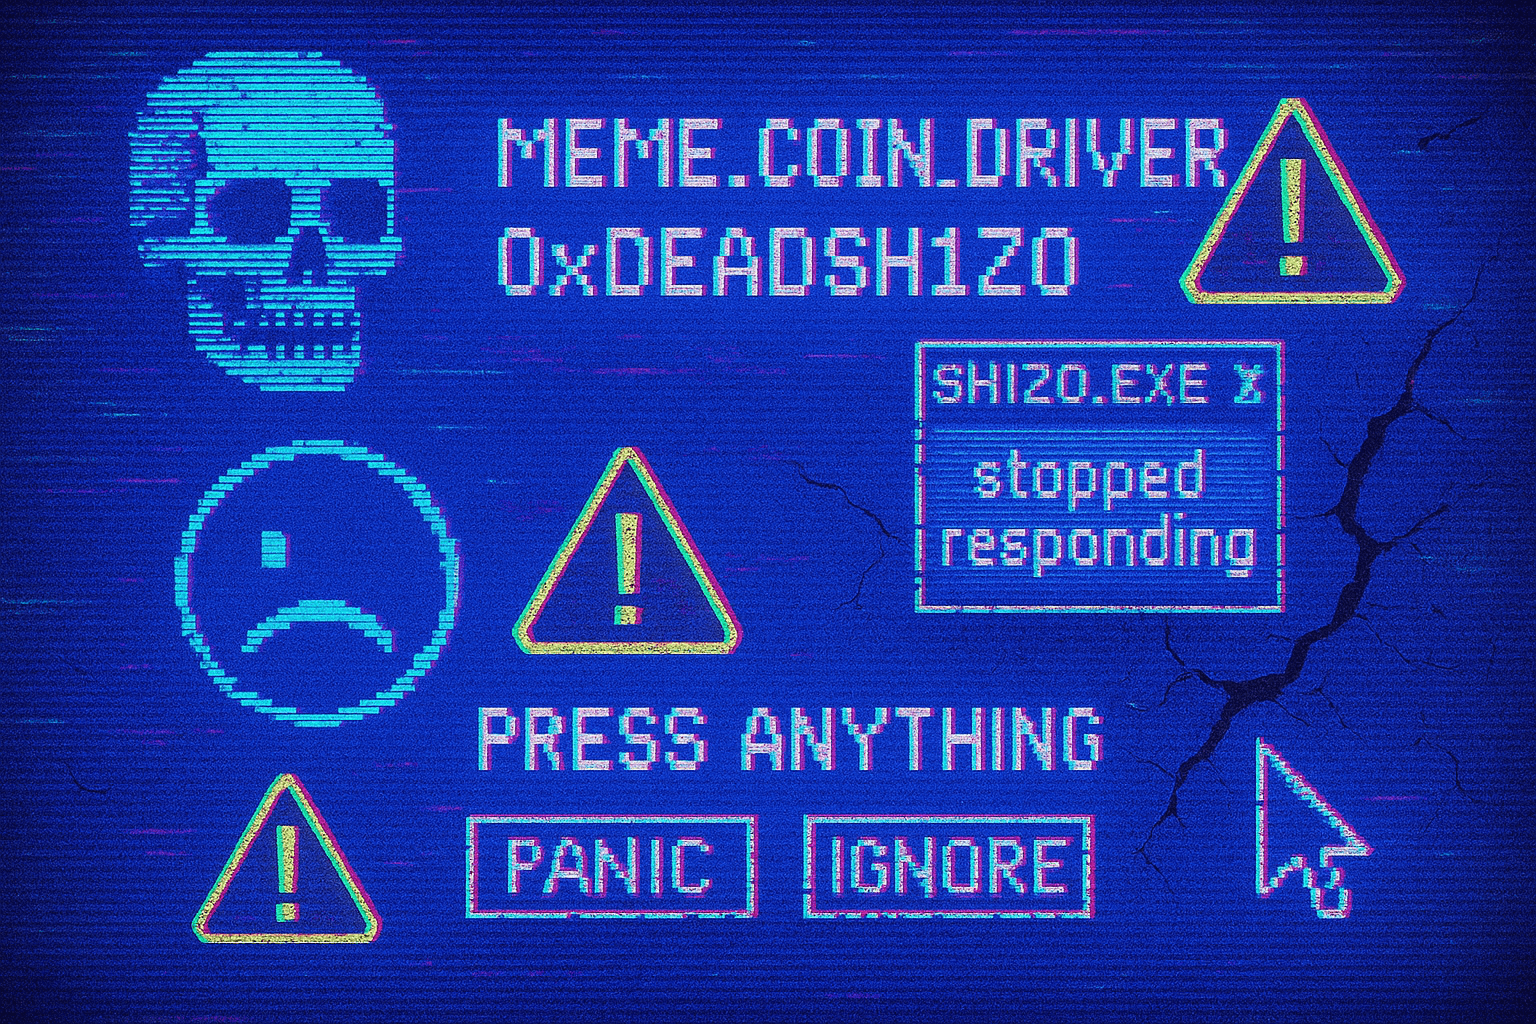 MEME.COIN.DRIVER
0xDEADSH1Z0
SHIZO.EXE X
stopped
responding
PRESS ANYTHING
PANIC
IGNORE